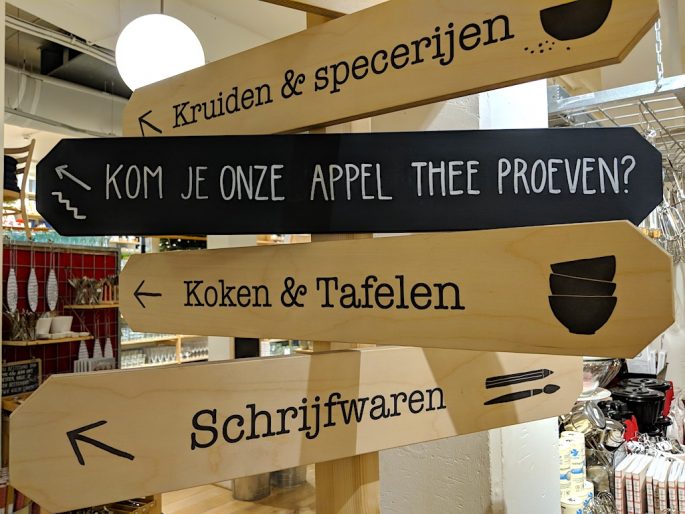 Kruiden & specerijen
KOM JE ONZE APPEL THEE PROEVEN?
Koken & Tafelen
Schrijfwaren